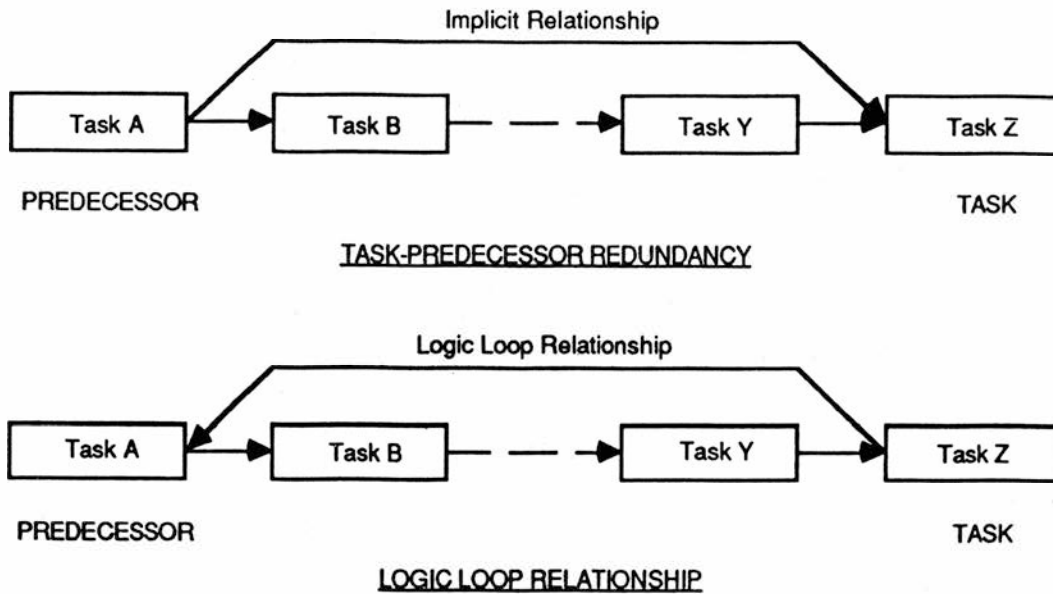 Implicit Relationship
Task A Task B Task Y Task Z
PREDECESSOR TASK
TASK-PREDECESSOR REDUNDANCY
Logic Loop Relationship
Task A Task B Task Y Task Z
PREDECESSOR TASK
LOGIC LOOP RELATIONSHIP